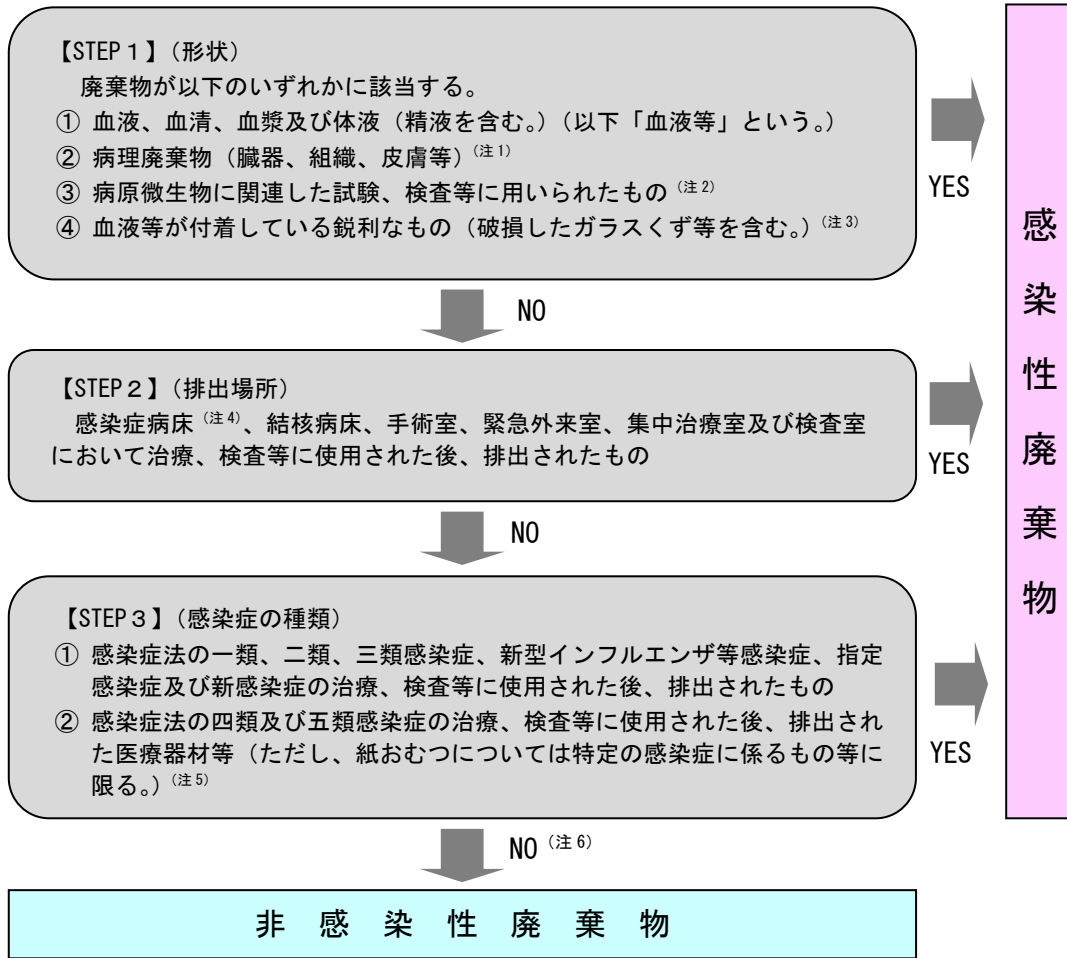 【STEP１】(形状)
廃棄物が以下のいずれかに該当する。
① 血液、血清、血漿及び体液（精液を含む。）（以下「血液等」という。）
② 病理廃棄物（臓器、組織、皮膚等）（注1）
③ 病原微生物に関連した試験、検査等に用いられたもの（注2）
④ 血液等が付着している鋭利なもの（破損したガラスくず等を含む。）（注3）
YES
NO
【STEP２】(排出場所)
感染症病床（注4）、結核病床、手術室、緊急外来室、集中治療室及び検査室
において治療、検査等に使用された後、排出されたもの
YES
NO
【STEP３】(感染症の種類)
① 感染症法の一類、二類、三類感染症、新型インフルエンザ等感染症、指定
感染症及び新感染症の治療、検査等に使用された後、排出されたもの
② 感染症法の四類及び五類感染症の治療、検査等に使用された後、排出され
た医療器材等（ただし、紙おむつについては特定の感染症に係るもの等に
限る。）（注5）
YES
NO（注6）
非感染性廃棄物
感染性廃棄物